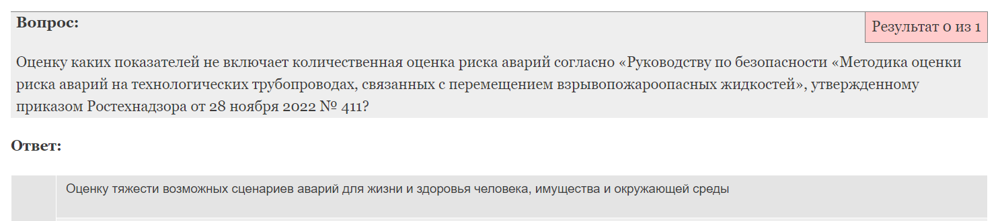 Вопрос:
Результат 0 из 1
Оценку каких показателей не включает количественная оценка риска аварий согласно «Руководству по безопасности «Методика оценки
риска аварий на технологических трубопроводах, связанных с перемещением взрывопожароопасных жидкостей», утвержденному
приказом Ростехнадзора от 28 ноября 2022 № 411?
Ответ:
Оценку тяжести возможных сценариев аварий для жизни и здоровья человека, имущества и окружающей среды